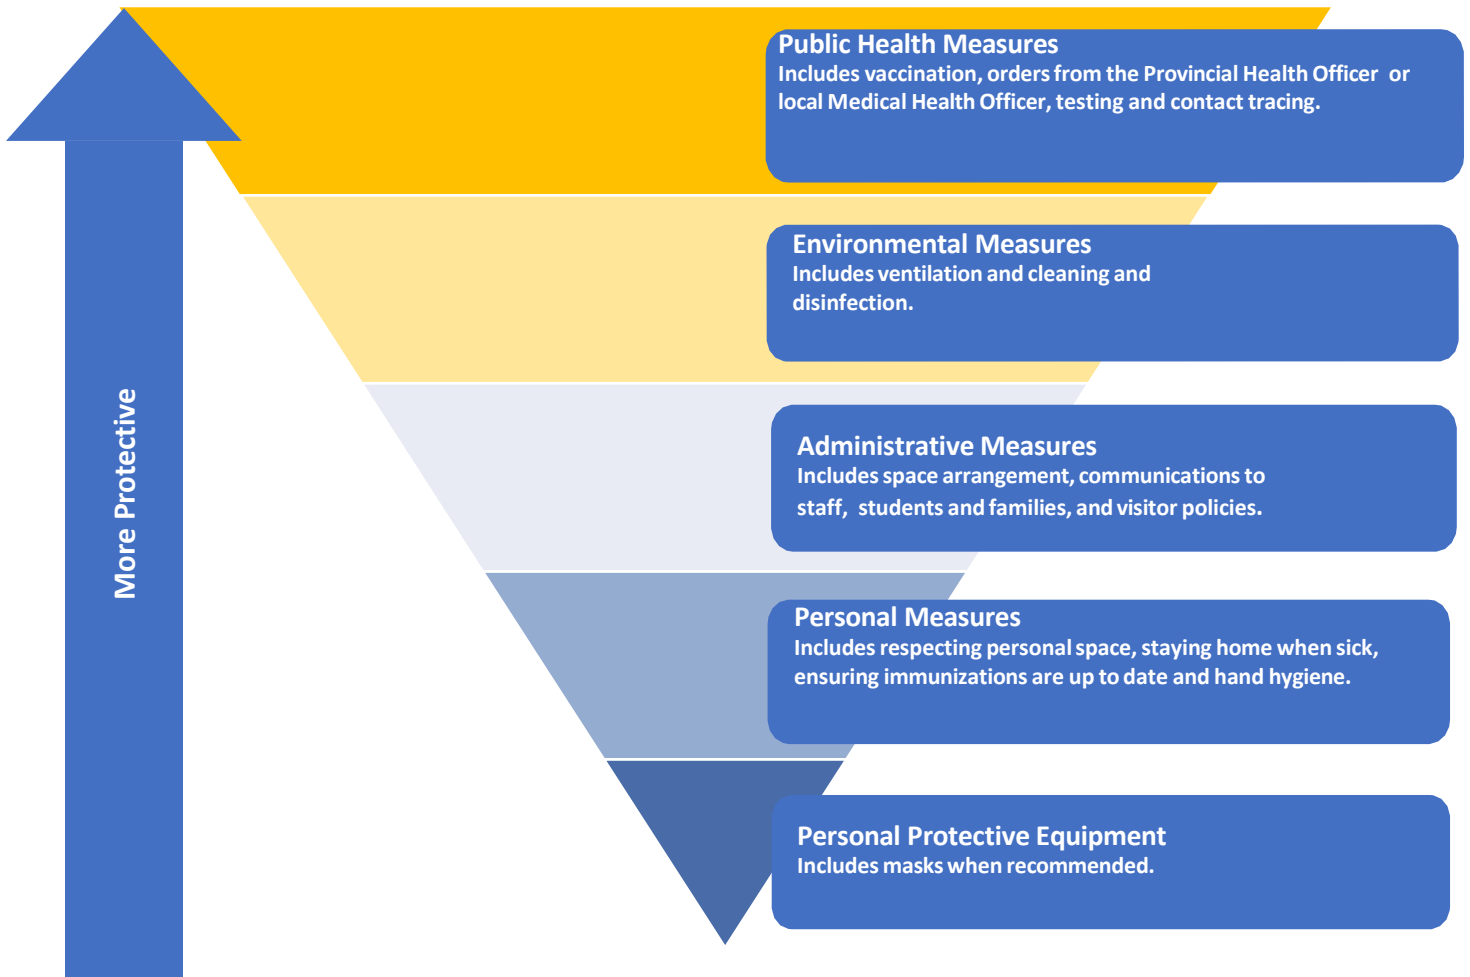 Public Health Measures
Includes vaccination, orders from the Provincial Health Officer or
local Medical Health Officer, testing and contact tracing.
Environmental Measures
Includes ventilation and cleaning and
disinfection.
More Protective
Administrative Measures
Includes space arrangement, communications to
staff, students and families, and visitor policies.
Personal Measures
Includes respecting personal space, staying home when sick,
ensuring immunizations are up to date and hand hygiene.
Personal Protective Equipment
Includes masks when recommended.